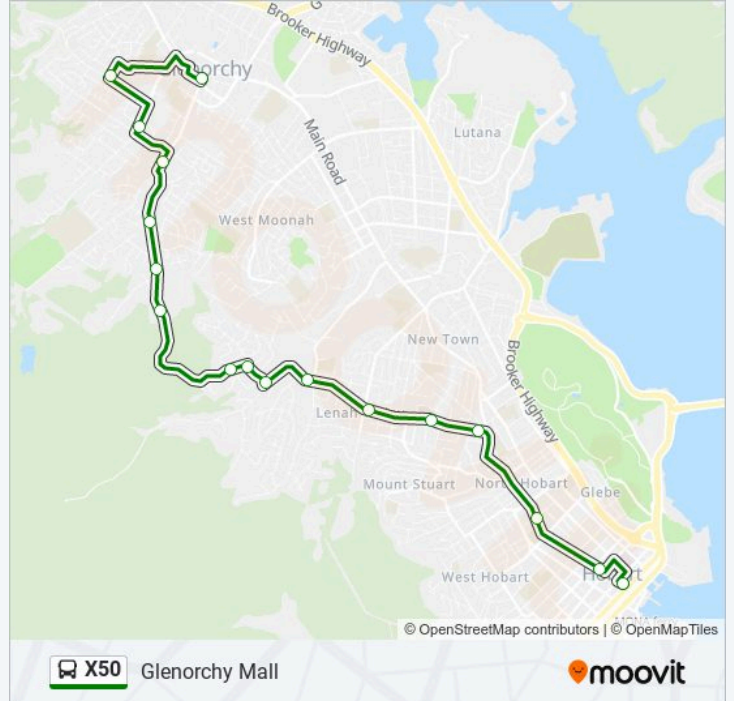 Brooker Highway
Glenorchy
Lutana
Main Road
West Moonah
New Town
Brooker Highway
Lenah
Mount Stuart
North Hobart
Glebe
West Hobart
Hobart
© OpenStreetMap contributors | © OpenMapTiles
X50 Glenorchy Mall
moovit